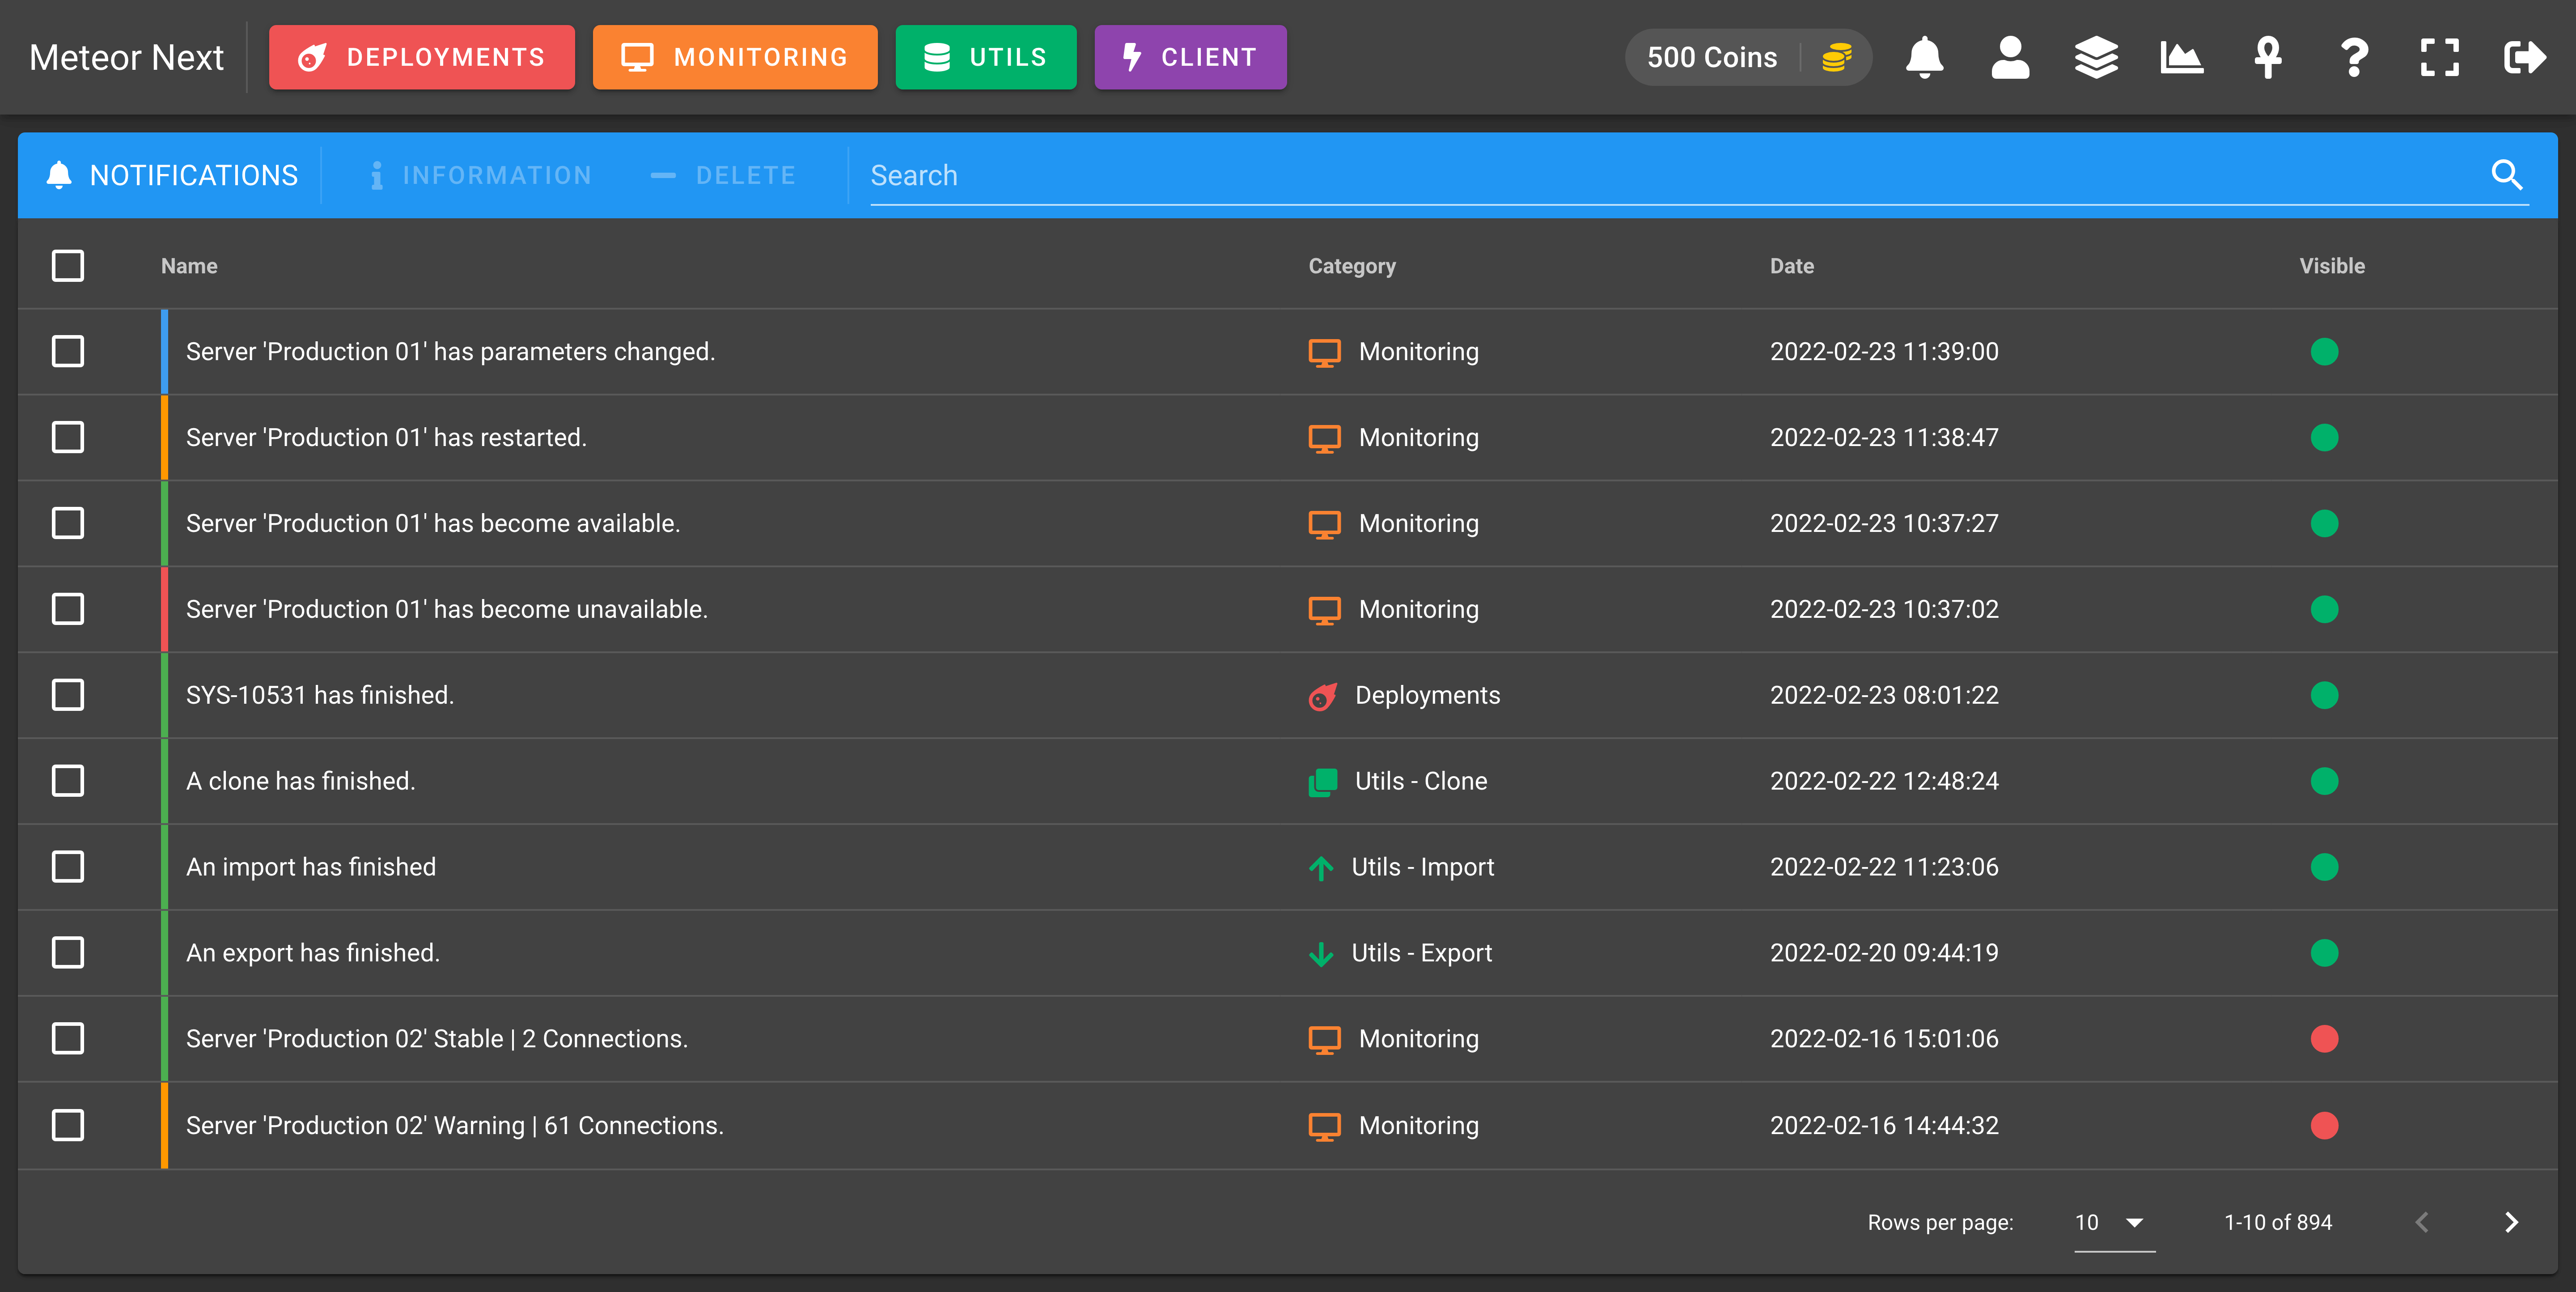 Meteor Next DEPLOYMENTS MONITORING UTILS CLIENT 500 Coins
NOTIFICATIONS INFORMATION DELETE Search
Name Category Date Visible
Server 'Production 01' has parameters changed. Monitoring 2022-02-23 11:39:00
Server 'Production 01' has restarted. Monitoring 2022-02-23 11:38:47
Server 'Production 01' has become available. Monitoring 2022-02-23 10:37:27
Server 'Production 01' has become unavailable. Monitoring 2022-02-23 10:37:02
SYS-10531 has finished. Deployments 2022-02-23 08:01:22
A clone has finished. Utils - Clone 2022-02-22 12:48:24
An import has finished Utils - Import 2022-02-22 11:23:06
An export has finished. Utils - Export 2022-02-20 09:44:19
Server 'Production 02' Stable | 2 Connections. Monitoring 2022-02-16 15:01:06
Server 'Production 02' Warning | 61 Connections. Monitoring 2022-02-16 14:44:32
Rows per page: 10 1-10 of 894